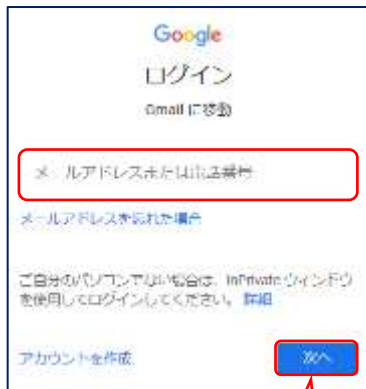 Google
ログイン
Gmail に移動
メールアドレスまたは電話番号
メールアドレスを忘れた場合
ご自分のパソコンでない場合は、InPrivate ウィンドウ
を使用してログインしてください。 詳細
アカウントを作成
次へ